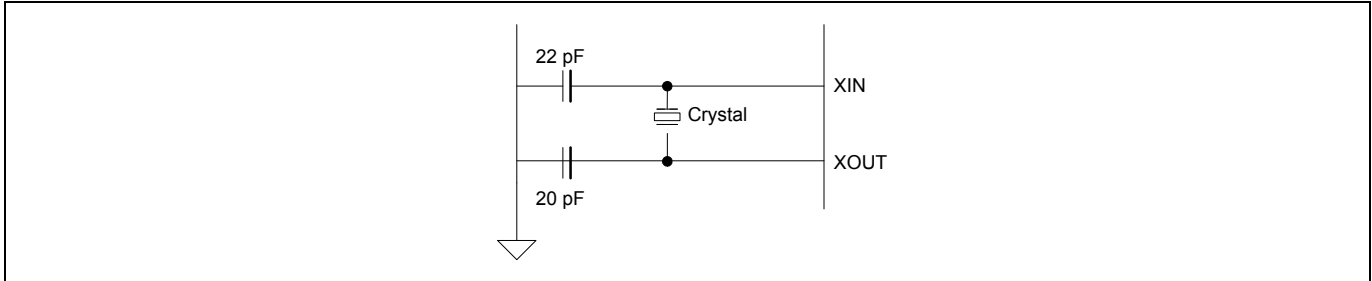 22 pF
XIN
Crystal
XOUT
20 pF